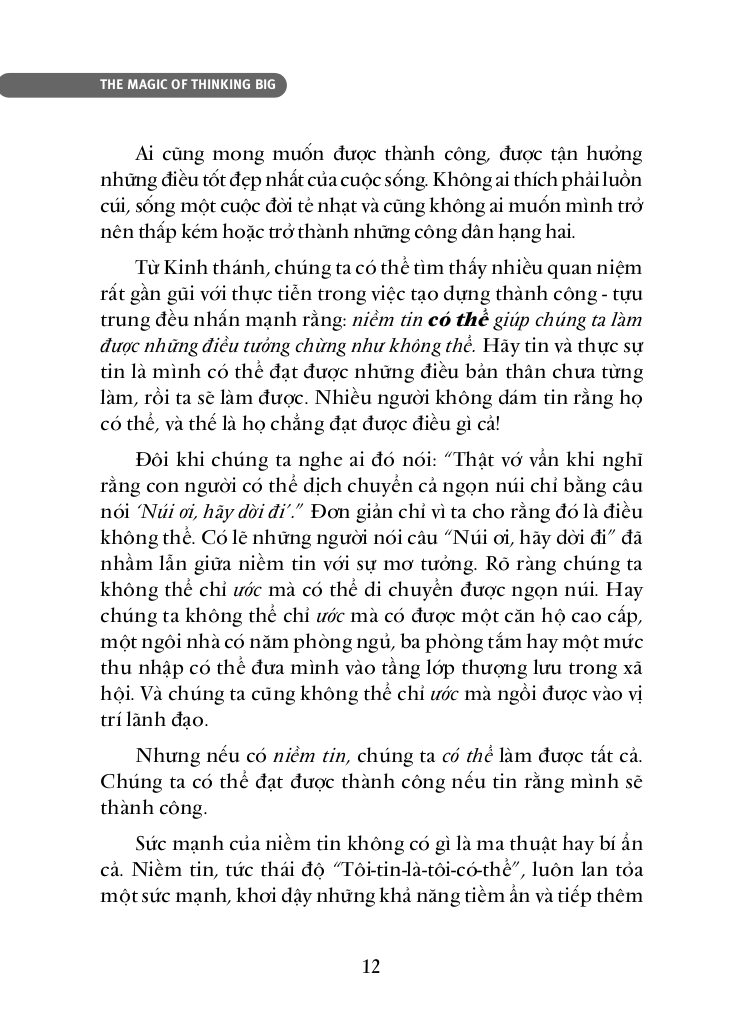 THE MAGIC OF THINKING BIG
Ai cũng mong muốn được thành công, được tận hưởng
những điều tốt đẹp nhất của cuộc sống. Không ai thích phải luồn
cúi, sống một cuộc đời tẻ nhạt và cũng không ai muốn mình trở
nên thấp kém hoặc trở thành những công dân hạng hai.
Từ Kinh thánh, chúng ta có thể tìm thấy nhiều quan niệm
rất gần gũi với thực tiễn trong việc tạo dựng thành công - tựu
trung đều nhấn mạnh rằng: niềm tin có thể giúp chúng ta làm
được những điều tưởng chừng như không thể. Hãy tin và thực sự
tin là mình có thể đạt được những điều bản thân chưa từng
làm, rồi ta sẽ làm được. Nhiều người không dám tin rằng họ
có thể, và thế là họ chẳng đạt được điều gì cả!
Đôi khi chúng ta nghe ai đó nói: “Thật vớ vẩn khi nghĩ
rằng con người có thể dịch chuyển cả ngọn núi chỉ bằng câu
nói ‘Núi ơi, hãy dời đi’.” Đơn giản chỉ vì ta cho rằng đó là điều
không thể. Có lẽ những người nói câu “Núi ơi, hãy dời đi” đã
nhầm lẫn giữa niềm tin với sự mơ tưởng. Rõ ràng chúng ta
không thể chỉ ước mà có thể di chuyển được ngọn núi. Hay
chúng ta không thể chỉ ước mà có được một căn hộ cao cấp,
một ngôi nhà có năm phòng ngủ, ba phòng tắm hay một mức
thu nhập có thể đưa mình vào tầng lớp thượng lưu trong xã
hội. Và chúng ta cũng không thể chỉ ước mà ngồi được vào vị
trí lãnh đạo.
Nhưng nếu có niềm tin, chúng ta có thể làm được tất cả.
Chúng ta có thể đạt được thành công nếu tin rằng mình sẽ
thành công.
Sức mạnh của niềm tin không có gì là ma thuật hay bí ẩn
cả. Niềm tin, tức thái độ “Tôi-tin-là-tôi-có-thể”, luôn lan tỏa
một sức mạnh, khơi dậy những khả năng tiềm ẩn và tiếp thêm
12